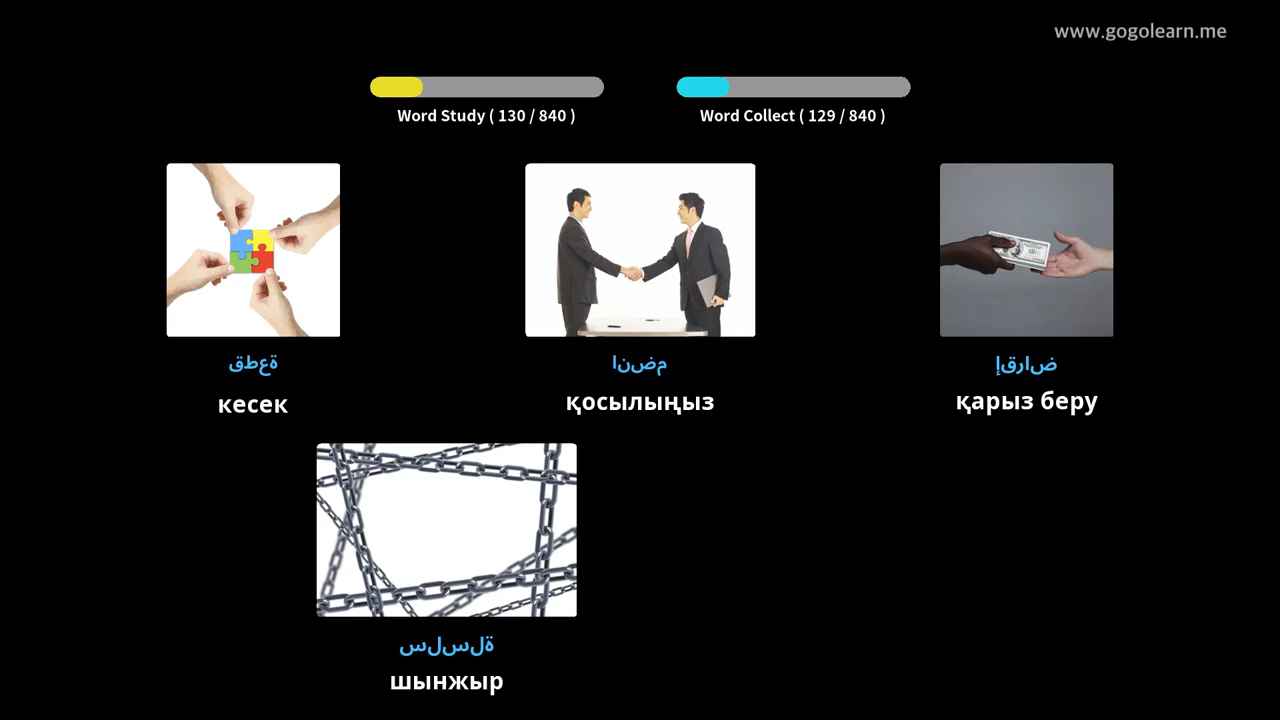 www.gogolearn.me
Word Study ( 130 / 840 )
Word Collect ( 129 / 840 )
قطعة
кесек
انضم
қосылыңыз
إقراض
қарыз беру
سلسلة
шынжыр